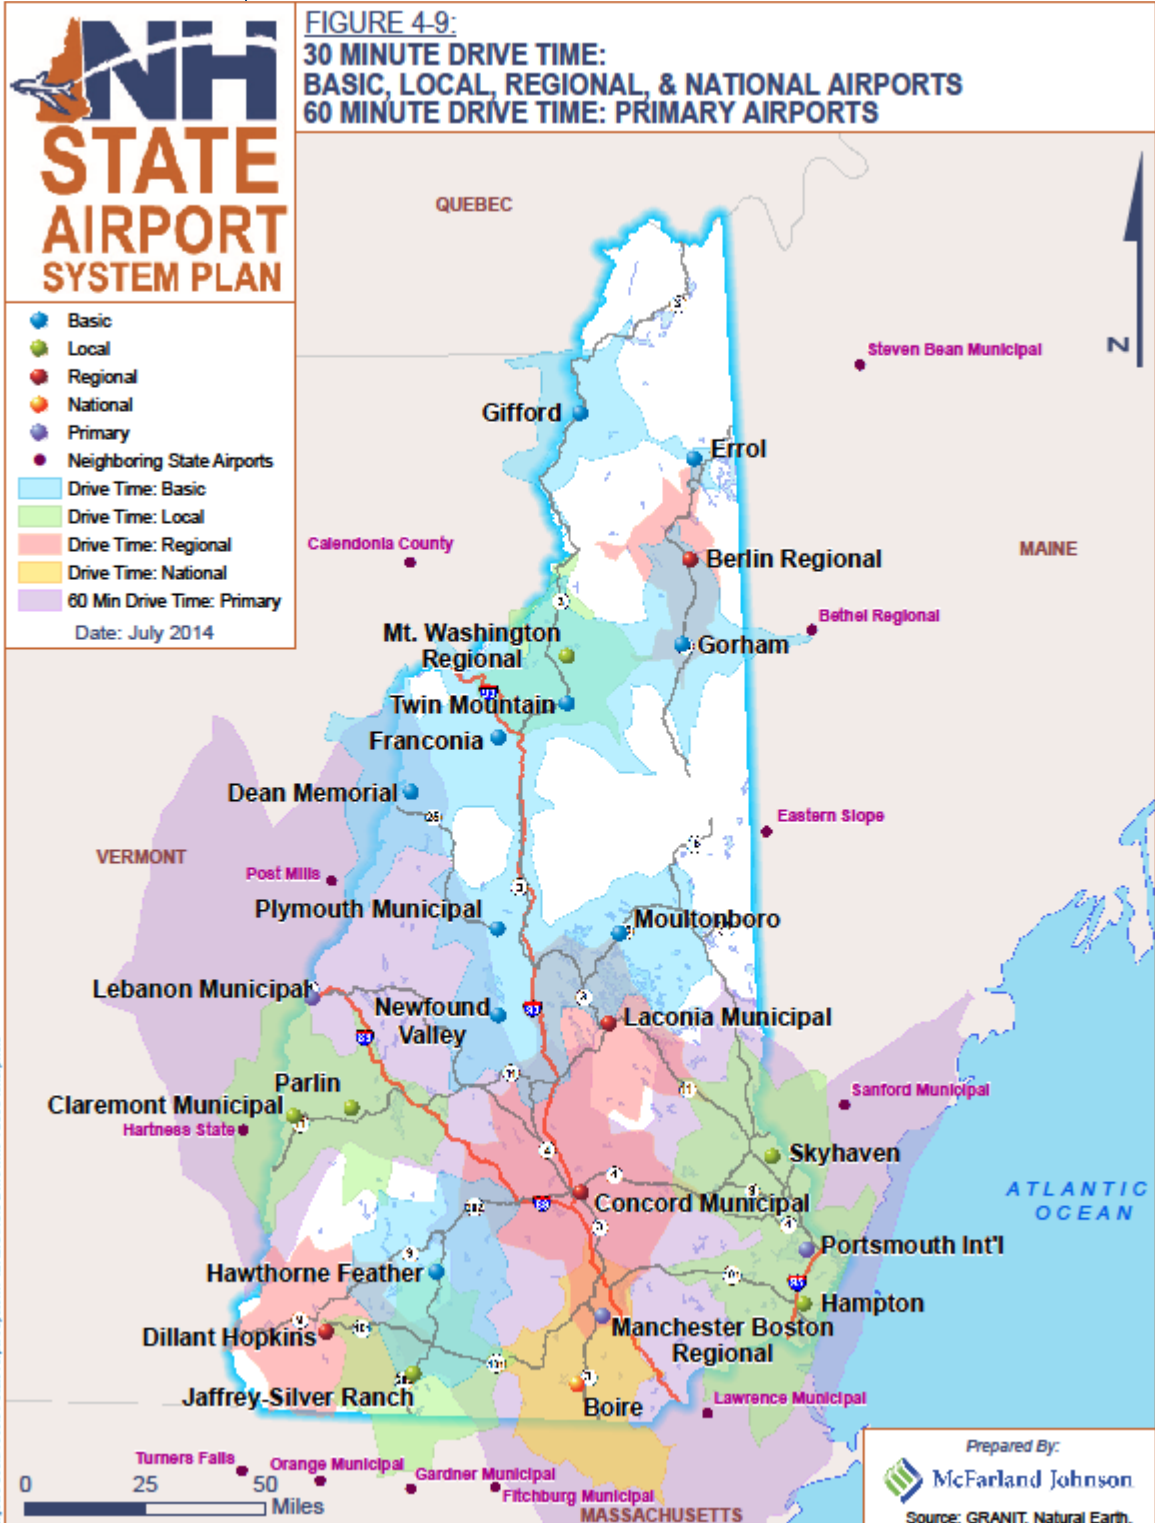 NH
STATE
AIRPORT
SYSTEM PLAN
FIGURE 4-9:
30 MINUTE DRIVE TIME:
BASIC, LOCAL, REGIONAL, & NATIONAL AIRPORTS
60 MINUTE DRIVE TIME: PRIMARY AIRPORTS
Basic
Local
Regional
National
Primary
Neighboring State Airports
Drive Time: Basic
Drive Time: Local
Drive Time: Regional
Drive Time: National
60 Min Drive Time: Primary
Date: July 2014
QUEBEC
N
Steven Bean Municipal
Gifford
Errol
Calendonia County
Berlin Regional
MAINE
Bethel Regional
Mt. Washington
Regional
Gorham
Twin Mountain
Franconia
Dean Memorial
Eastern Slope
VERMONT
Post Mills
Plymouth Municipal
Moultonboro
Lebanon Municipal
Newfound
Valley
Laconia Municipal
Parlin
Claremont Municipal
Hartness State
Sanford Municipal
Skyhaven
ATLANTIC
OCEAN
Concord Municipal
Portsmouth Int'l
Hawthorne Feather
Hampton
Dillant Hopkins
Manchester Boston
Regional
Jaffrey-Silver Ranch
Boire
Lawrence Municipal
Turners Falls
Orange Municipal
Gardner Municipal
Fitchburg Municipal
MASSACHUSETTS
0 25 50
Miles
Prepared By:
McFarland Johnson
Source: GRANIT, Natural Earth,